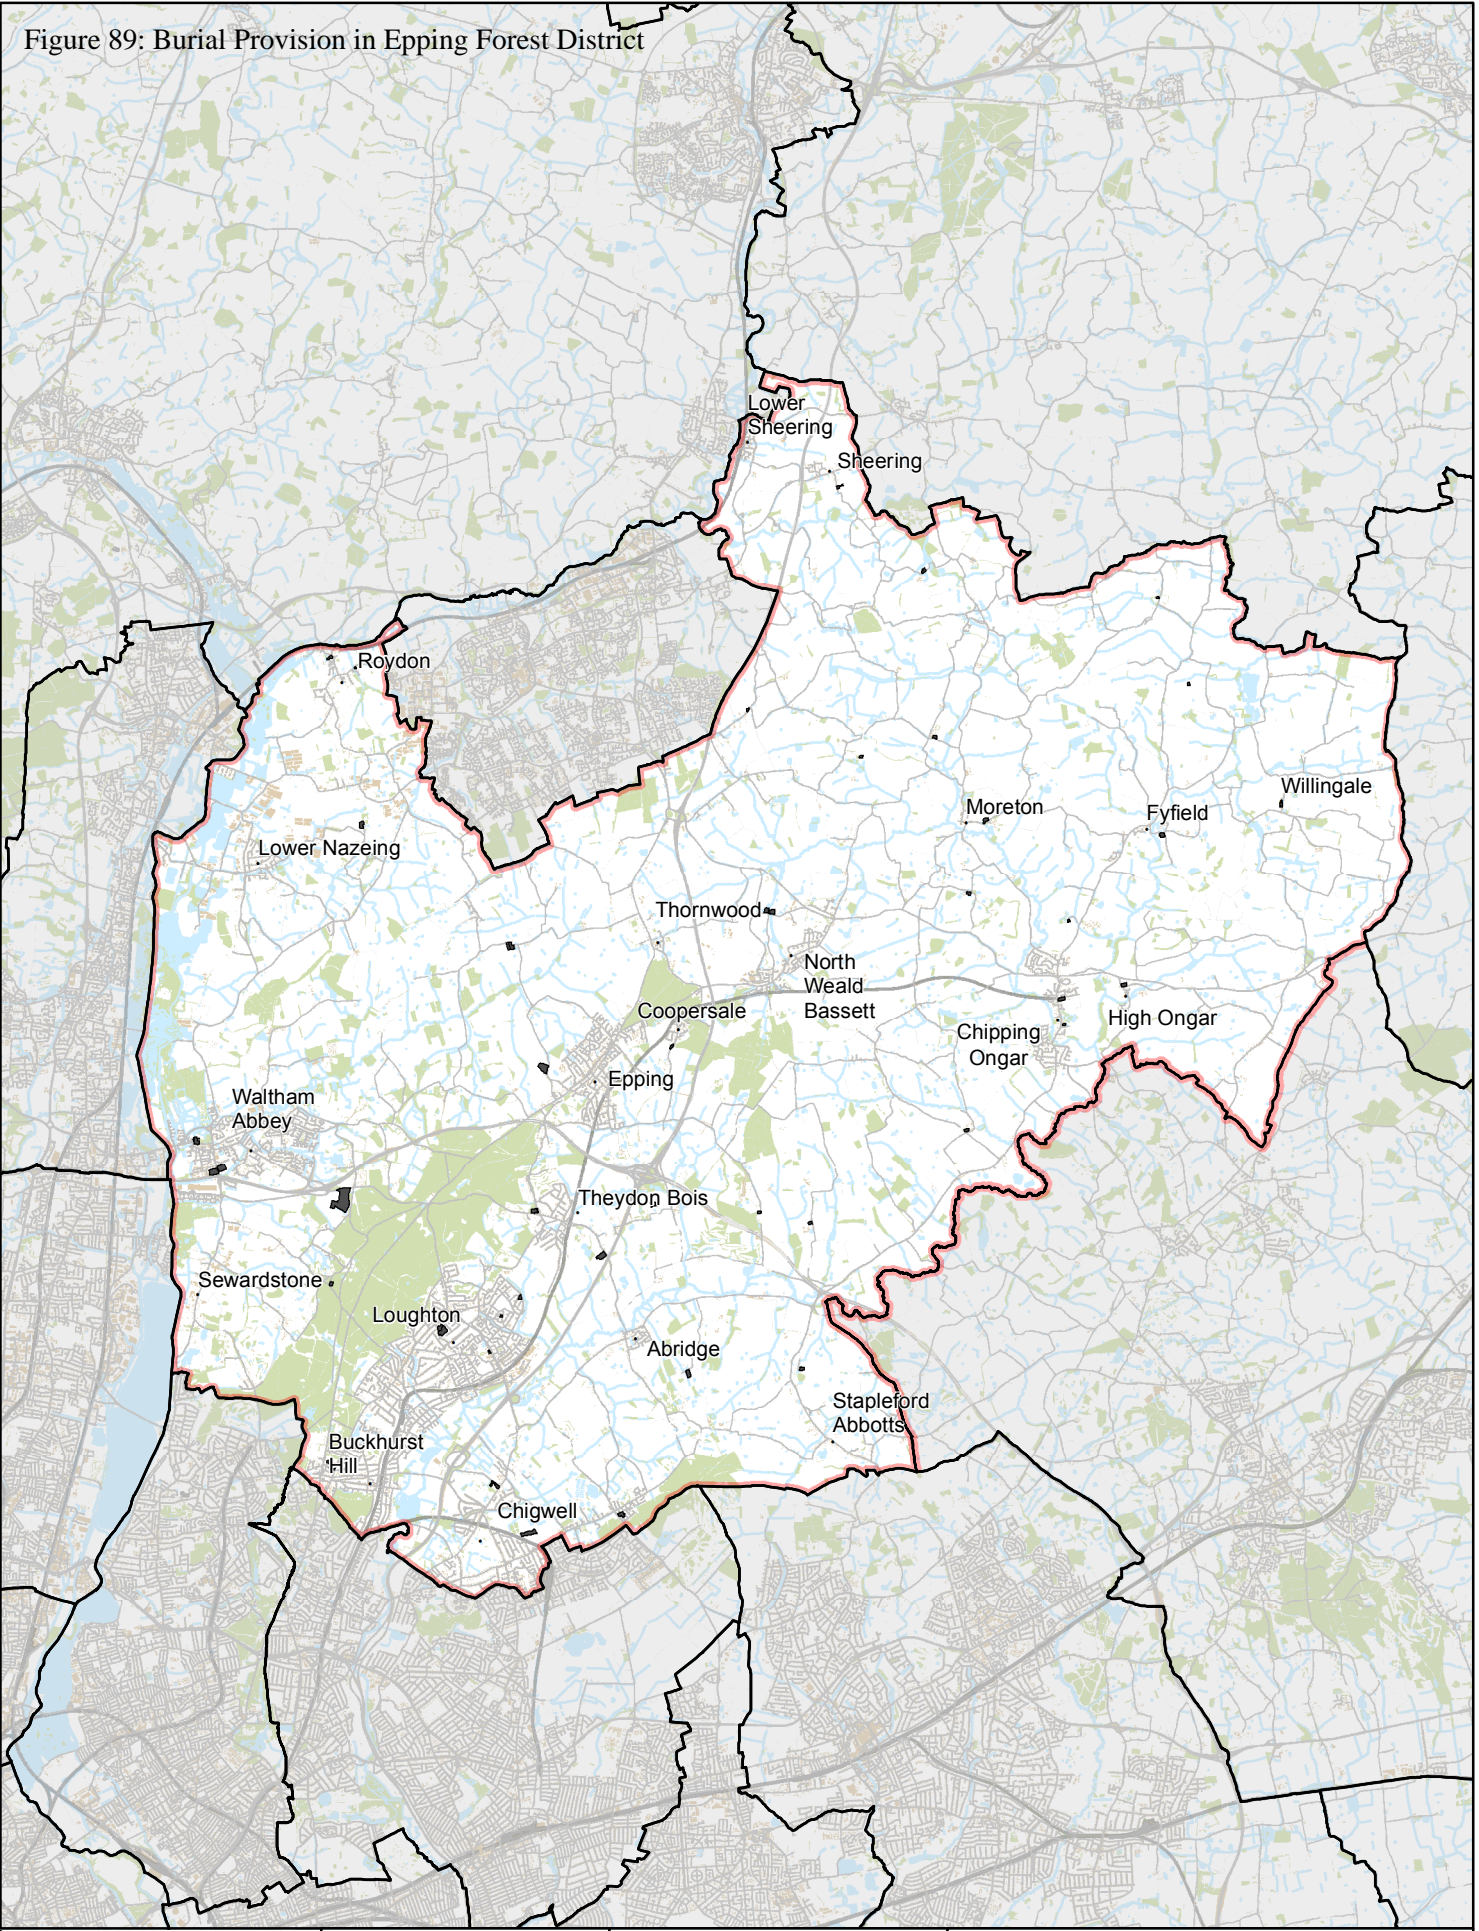 Figure 89: Burial Provision in Epping Forest District
Lower
Sheering
Sheering
Roydon
Willingale
Moreton
Fyfield
Lower Nazeing
Thornwood
North
Weald
Bassett
Coopersale
High Ongar
Chipping
Ongar
Epping
Waltham
Abbey
Theydon Bois
Sewardstone
Loughton
Abridge
Stapleford
Abbotts
Buckhurst
Hill
Chigwell